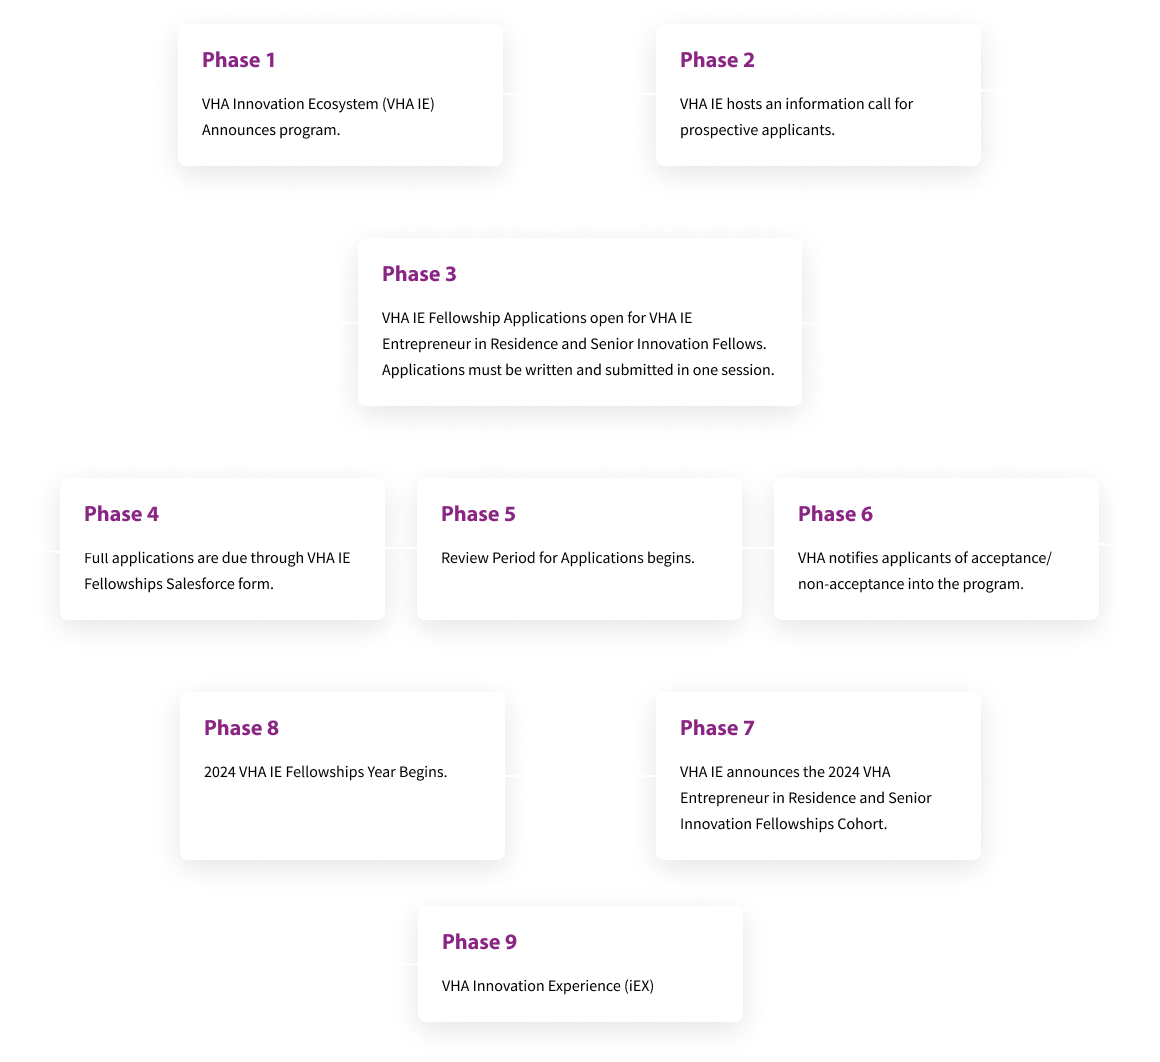 Phase 1
VHA Innovation Ecosystem (VHA IE)
Announces program.
Phase 2
VHA IE hosts an information call for
prospective applicants.
Phase 3
VHA IE Fellowship Applications open for VHA IE
Entrepreneur in Residence and Senior Innovation Fellows.
Applications must be written and submitted in one session.
Phase 4
Full applications are due through VHA IE
Fellowships Salesforce form.
Phase 5
Review Period for Applications begins.
Phase 6
VHA notifies applicants of acceptance/
non-acceptance into the program.
Phase 8
2024 VHA IE Fellowships Year Begins.
Phase 7
VHA IE announces the 2024 VHA
Entrepreneur in Residence and Senior
Innovation Fellowships Cohort.
Phase 9
VHA Innovation Experience (iEX)